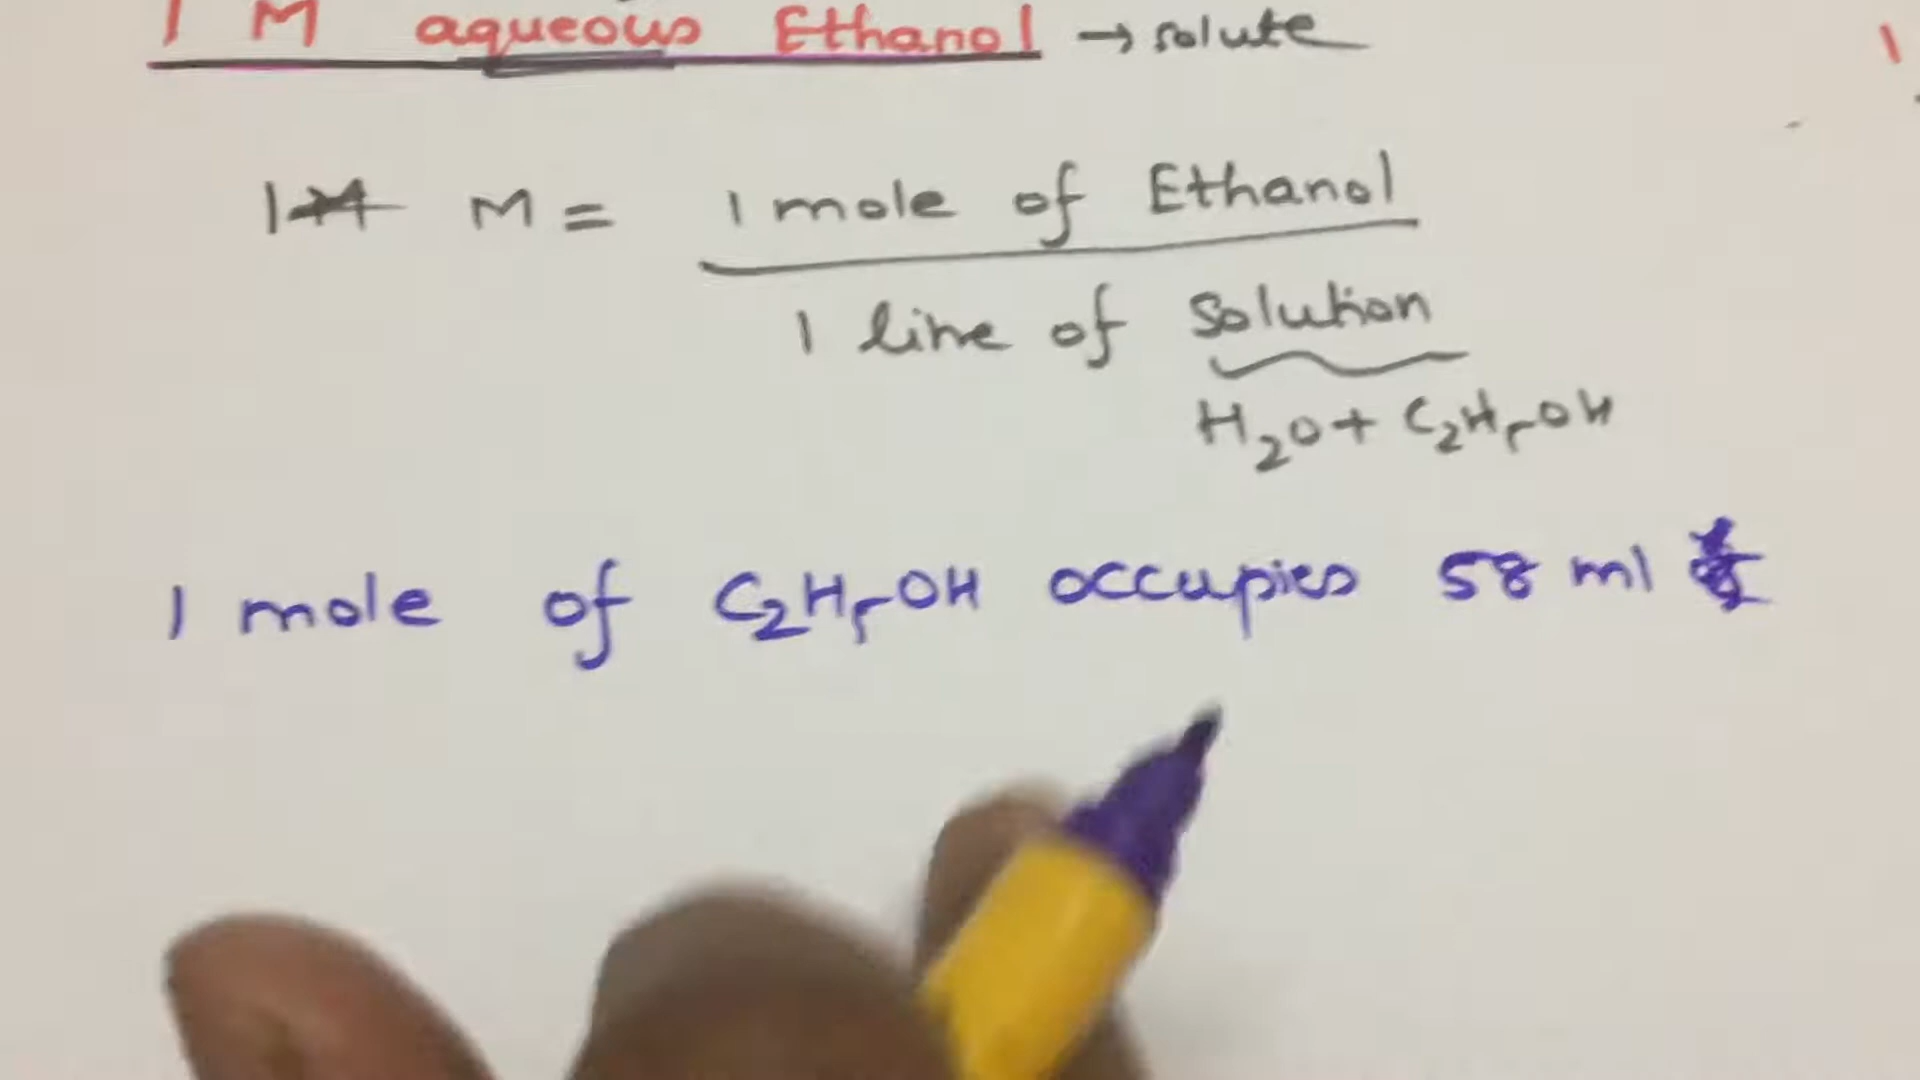 1 M aqueous Ethanol → solute
1 M = 1 mole of Ethanol
1 litre of Solution
H2O + C2H5OH
1 mole of C2H5OH occupies 58 ml